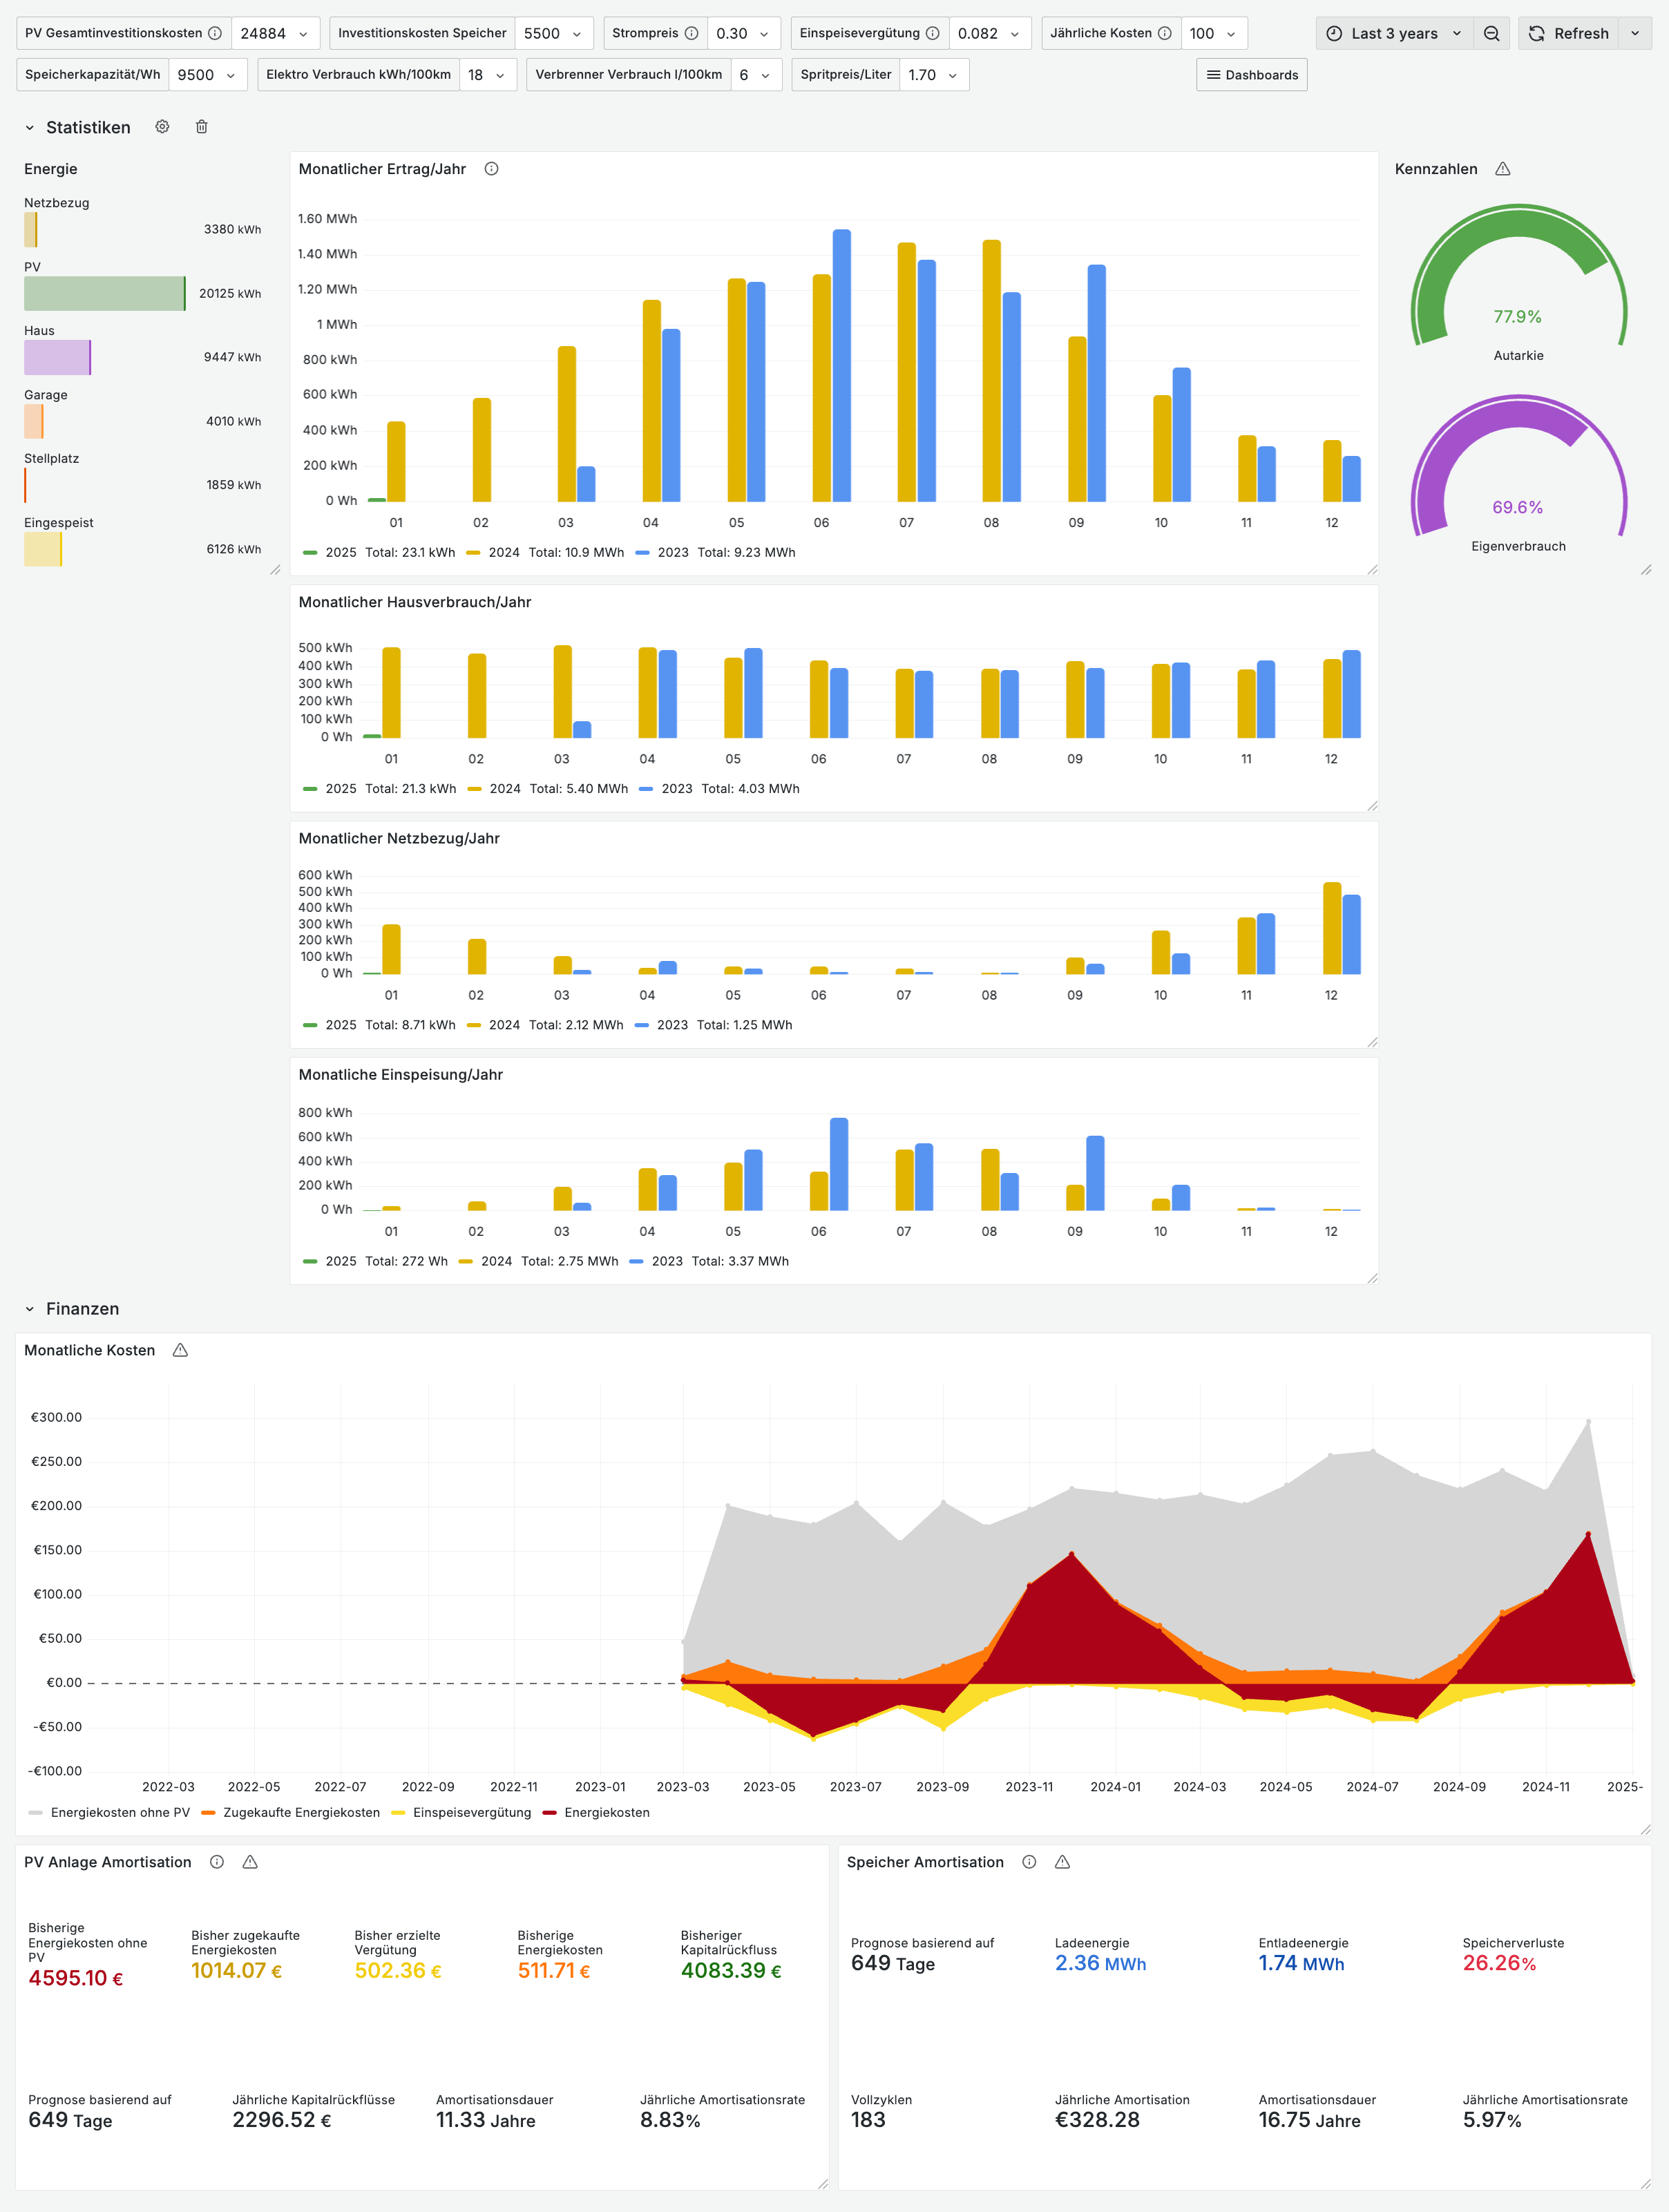 PV Gesamtinvestitionskosten 24884 Investitionskosten Speicher 5500 Strompreis 0.30 Einspeisevergütung 0.082 Jährliche Kosten 100 Last 3 years Refresh
Speicherkapazität/Wh 9500 Elektro Verbrauch kWh/100km 18 Verbrenner Verbrauch l/100km 6 Spritpreis/Liter 1.70 Dashboards
Statistiken
Energie
Netzbezug
3380 kWh
PV
20125 kWh
Haus
9447 kWh
Garage
4010 kWh
Stellplatz
1859 kWh
Eingespeist
6126 kWh
Monatlicher Ertrag/Jahr
1.60 MWh
1.40 MWh
1.20 MWh
1 MWh
800 kWh
600 kWh
400 kWh
200 kWh
0 Wh
01 02 03 04 05 06 07 08 09 10 11 12
2025 Total: 23.1 kWh 2024 Total: 10.9 MWh 2023 Total: 9.23 MWh
Kennzahlen
77.9%
Autarkie
69.6%
Eigenverbrauch
Monatlicher Hausverbrauch/Jahr
500 kWh
400 kWh
300 kWh
200 kWh
100 kWh
0 Wh
01 02 03 04 05 06 07 08 09 10 11 12
2025 Total: 21.3 kWh 2024 Total: 5.40 MWh 2023 Total: 4.03 MWh
Monatlicher Netzbezug/Jahr
600 kWh
500 kWh
400 kWh
300 kWh
200 kWh
100 kWh
0 Wh
01 02 03 04 05 06 07 08 09 10 11 12
2025 Total: 8.71 kWh 2024 Total: 2.12 MWh 2023 Total: 1.25 MWh
Monatliche Einspeisung/Jahr
800 kWh
600 kWh
400 kWh
200 kWh
0 Wh
01 02 03 04 05 06 07 08 09 10 11 12
2025 Total: 272 Wh 2024 Total: 2.75 MWh 2023 Total: 3.37 MWh
Finanzen
Monatliche Kosten
€300.00
€250.00
€200.00
€150.00
€100.00
€50.00
€0.00
-€50.00
-€100.00
2022-03 2022-05 2022-07 2022-09 2022-11 2023-01 2023-03 2023-05 2023-07 2023-09 2023-11 2024-01 2024-03 2024-05 2024-07 2024-09 2024-11 2025-
Energiekosten ohne PV Zugekaufte Energiekosten Einspeisevergütung Energiekosten
PV Anlage Amortisation
Bisherige
Energiekosten ohne
PV
4595.10 €
Bisher zugekaufte
Energiekosten
1014.07 €
Bisher erzielte
Vergütung
502.36 €
Bisherige
Energiekosten
511.71 €
Bisheriger
Kapitalrückfluss
4083.39 €
Prognose basierend auf
649 Tage
Jährliche Kapitalrückflüsse
2296.52 €
Amortisationsdauer
11.33 Jahre
Jährliche Amortisationsrate
8.83%
Speicher Amortisation
Prognose basierend auf
649 Tage
Ladeenergie
2.36 MWh
Entladeenergie
1.74 MWh
Speicherverluste
26.26%
Vollzyklen
183
Jährliche Amortisation
€328.28
Amortisationsdauer
16.75 Jahre
Jährliche Amortisationsrate
5.97%